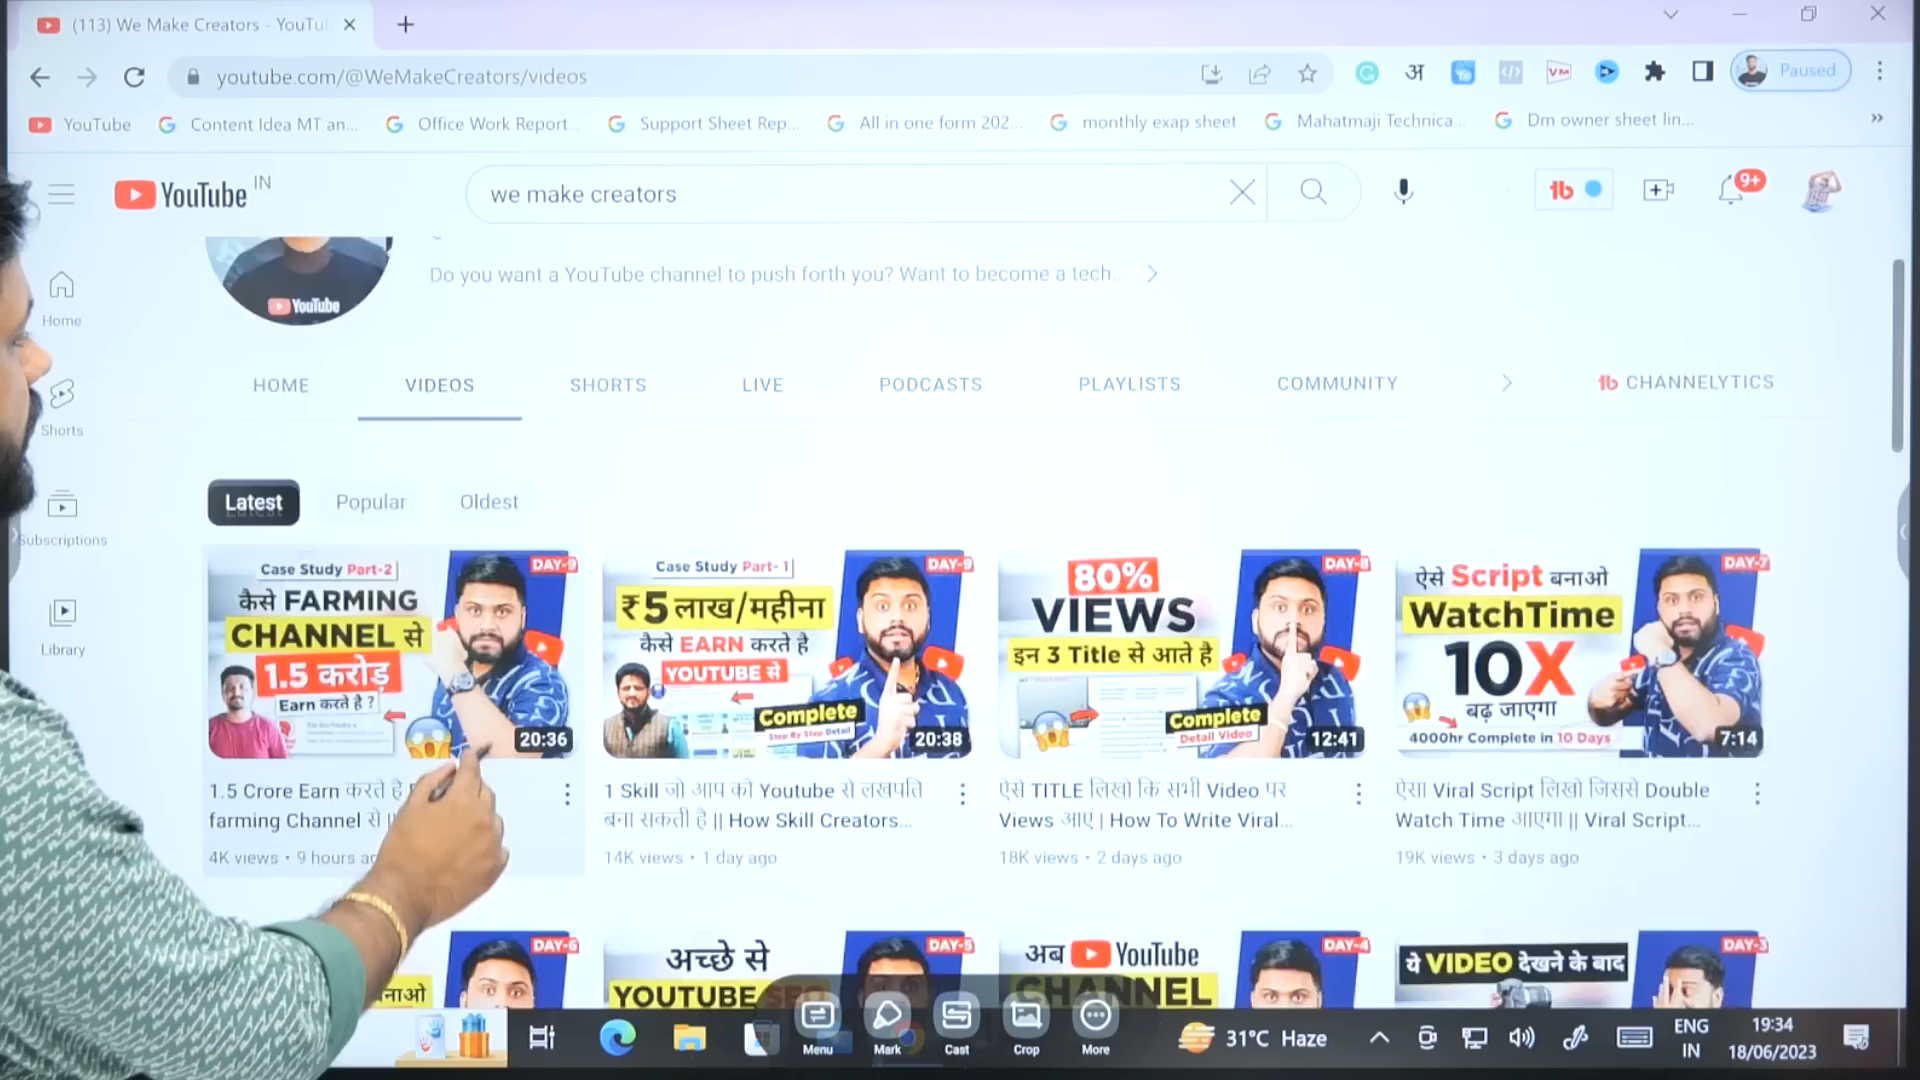 (113) We Make Creators - YouTu
youtube.com/@WeMakeCreators/videos
Paused
YouTube
Content Idea MT an...
Office Work Report...
Support Sheet Rep...
All in one form 202...
monthly exap sheet
Mahatmaji Technica...
Dm owner sheet lin...
YouTube IN
we make creators
9+
YouTube
Do you want a YouTube channel to push forth you? Want to become a tech...
Home
Shorts
Subscriptions
Library
HOME
VIDEOS
SHORTS
LIVE
PODCASTS
PLAYLISTS
COMMUNITY
CHANNELYTICS
Latest
Popular
Oldest
Case Study Part-2
DAY-9
कैसे FARMING
CHANNEL से
1.5 करोड़
Earn करते है ?
20:36
1.5 Crore Earn करते है
farming Channel से
4K views • 9 hours
Case Study Part-1
DAY-9
₹5 लाख/महीना
कैसे EARN करते है
YOUTUBE से
Complete
Step By Step Detail
20:38
1 Skill जो आप को Youtube से लखपति
बना सकती है || How Skill Creators...
14K views • 1 day ago
80%
DAY-8
VIEWS
इन 3 Title से आते है
Complete
Detail Video
12:41
ऐसे TITLE लिखो कि सभी Video पर
Views आए | How To Write Viral...
18K views • 2 days ago
ऐसे Script बनाओ
DAY-7
WatchTime
10X
बढ़ जाएगा
4000hr Complete in 10 Days
7:14
ऐसा Viral Script लिखो जिससे Double
Watch Time आएगा || Viral Script...
19K views • 3 days ago
DAY-6
अच्छे से
YOUTUBE
DAY-5
अब YouTube
CHANNEL
DAY-4
ये VIDEO देखने के बाद
DAY-3
Menu
Mark
Cast
Crop
More
31°C Haze
ENG
IN
19:34
18/06/2023